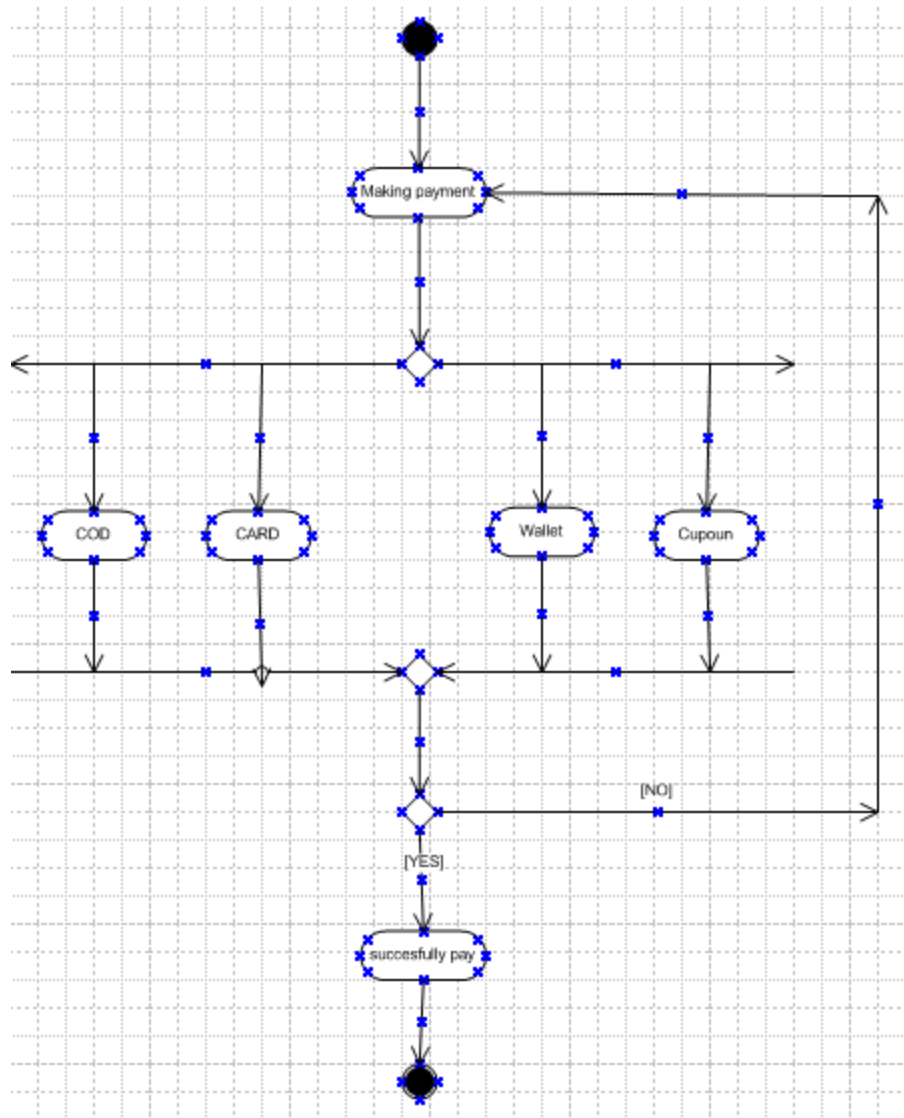 Making payment
COD
CARD
Wallet
Cupoun
[NO]
[YES]
succesfully pay